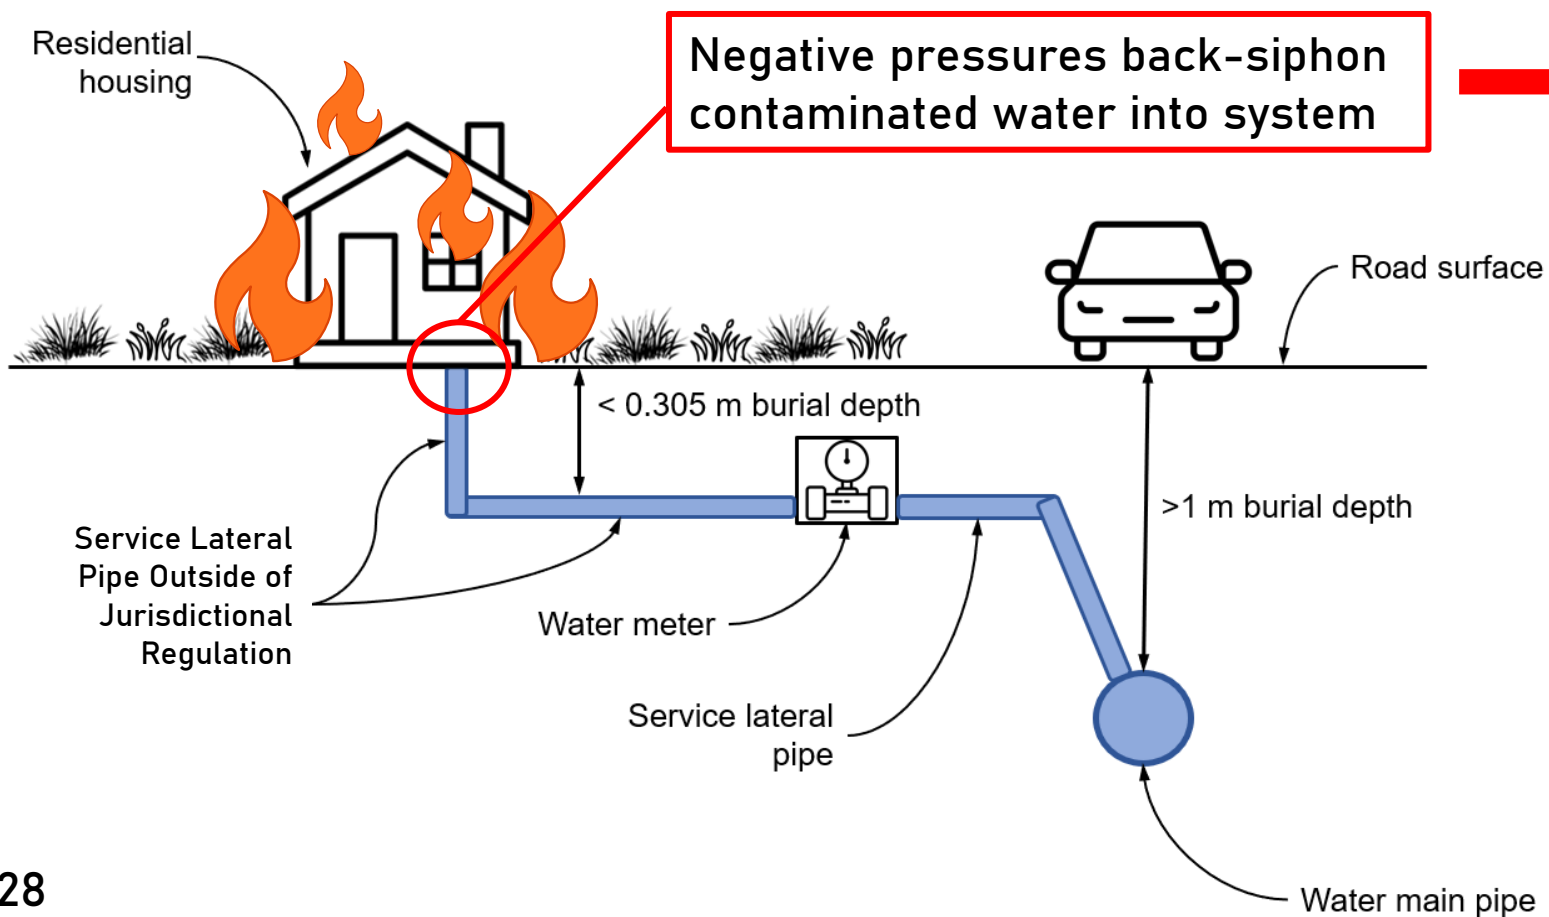 Residential
housing
Negative pressures back-siphon
contaminated water into system
Road surface
< 0.305 m burial depth
>1 m burial depth
Service Lateral
Pipe Outside of
Jurisdictional
Regulation
Water meter
Service lateral
pipe
28
Water main pipe